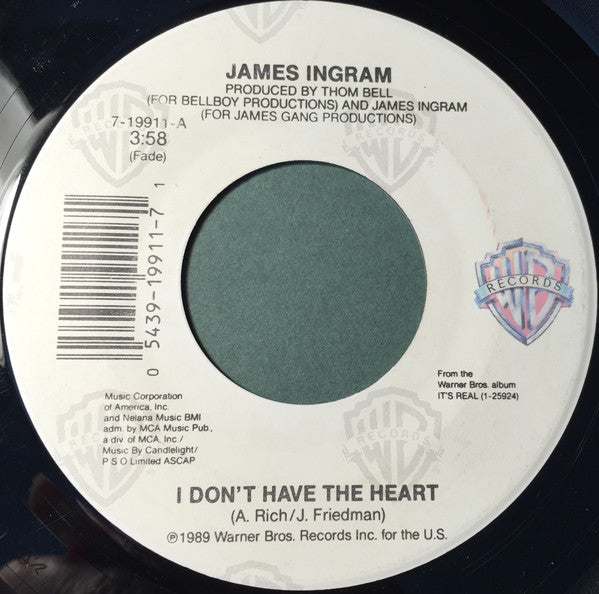 JAMES INGRAM
PRODUCED BY THOM BELL
(FOR BELLBOY PRODUCTIONS) AND JAMES INGRAM
(FOR JAMES GANG PRODUCTIONS)
7-19911-A
3:58
(Fade)
0 5439-19911-7 1
WB
RECORDS
From the
Warner Bros. album
IT'S REAL (1-25924)
Music Corporation
of America, Inc.
and Nelana Music BMI
adm. by MCA Music Pub.,
a div. of MCA, Inc./
Music By Candlelight/
P S O Limited ASCAP
I DON'T HAVE THE HEART
(A. Rich/J. Friedman)
℗1989 Warner Bros. Records Inc. for the U.S.